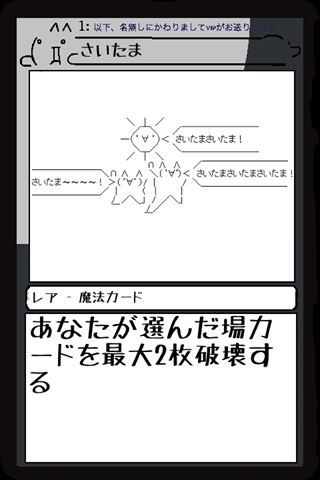 1: 以下、名無しにかわりましてVIPがお送りします
さいたま
さいたまさいたま！
さいたま～～～～！
さいたまさいたまさいたま！
レア - 魔法カード
あなたが選んだ場カ
ードを最大2枚破壊す
る